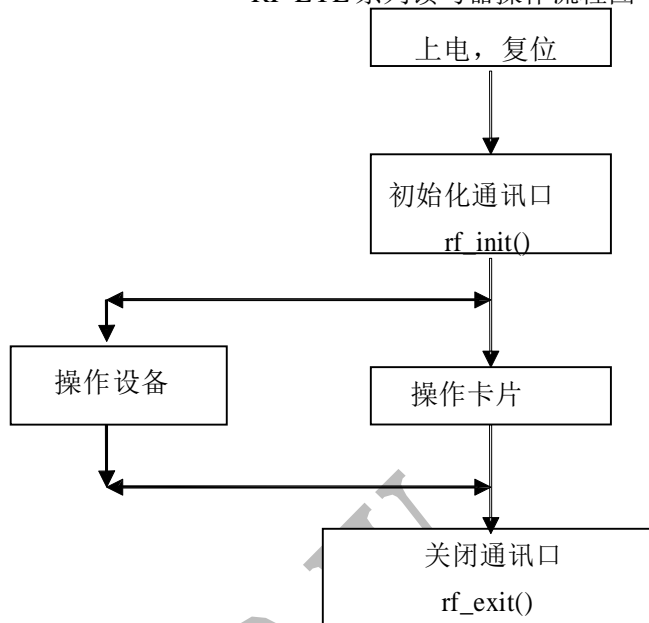 上电，复位
初始化通讯口
rf_init()
操作设备
操作卡片
关闭通讯口
rf_exit()